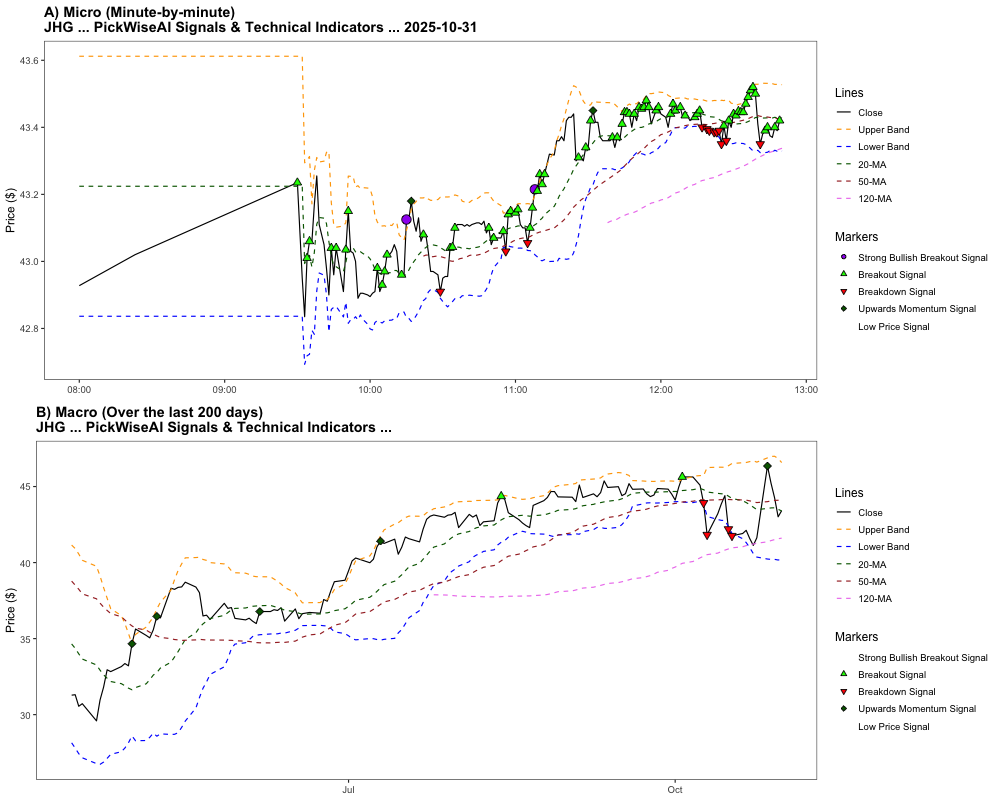 A) Micro (Minute-by-minute)
JHG ... PickWiseAI Signals & Technical Indicators ... 2025-10-31
Price ($)
43.6
43.4
43.2
43.0
42.8
08:00
09:00
10:00
11:00
12:00
13:00
Lines
Close
Upper Band
Lower Band
20-MA
50-MA
120-MA
Markers
Strong Bullish Breakout Signal
Breakout Signal
Breakdown Signal
Upwards Momentum Signal
Low Price Signal
B) Macro (Over the last 200 days)
JHG ... PickWiseAI Signals & Technical Indicators ...
Price ($)
45
40
35
30
Jul
Oct
Lines
Close
Upper Band
Lower Band
20-MA
50-MA
120-MA
Markers
Strong Bullish Breakout Signal
Breakout Signal
Breakdown Signal
Upwards Momentum Signal
Low Price Signal